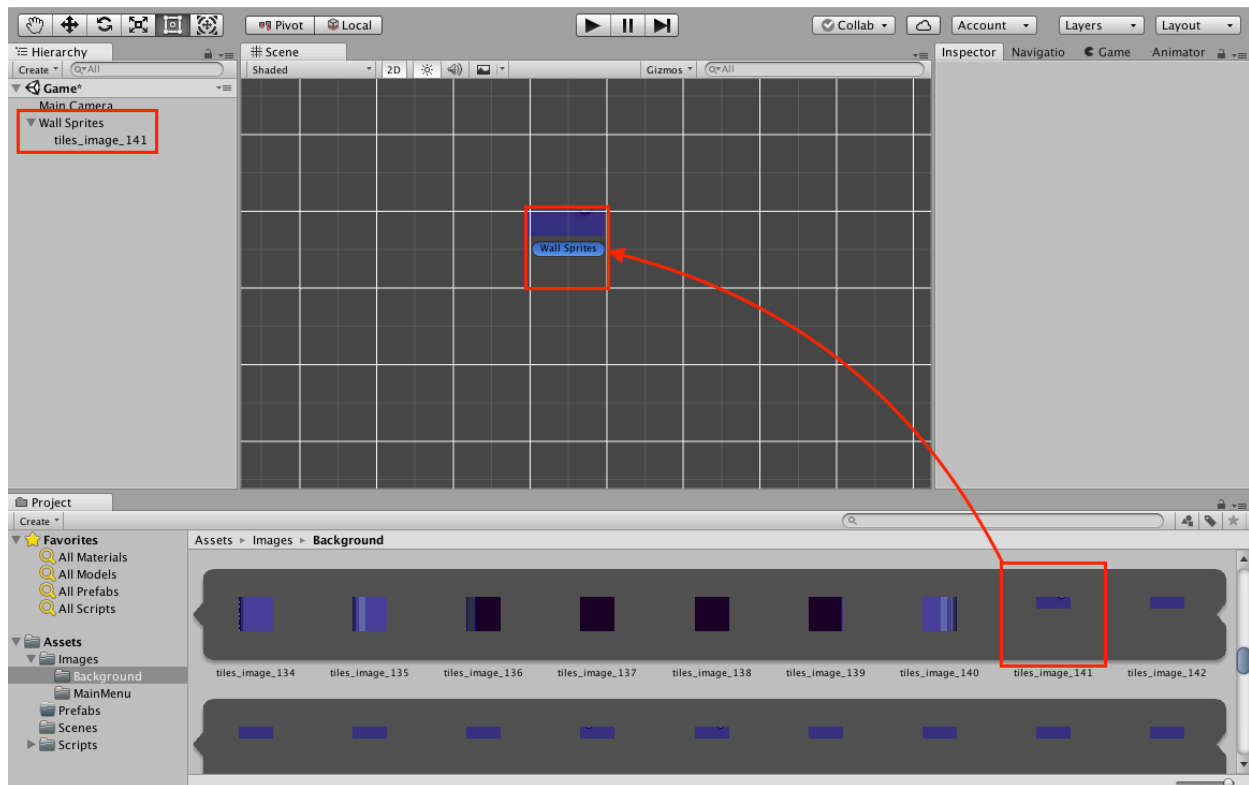 Pivot Local Collab Account Layers Layout
Hierarchy
Create All
Game*
Main Camera
Wall Sprites
tiles_image_141
Scene
Shaded 2D Gizmos All
Wall Sprites
Inspector Navigatio Game Animator
Project
Create
Favorites
All Materials
All Models
All Prefabs
All Scripts
Assets
Images
Background
MainMenu
Prefabs
Scenes
Scripts
Assets Images Background
tiles_image_134 tiles_image_135 tiles_image_136 tiles_image_137 tiles_image_138 tiles_image_139 tiles_image_140 tiles_image_141 tiles_image_142